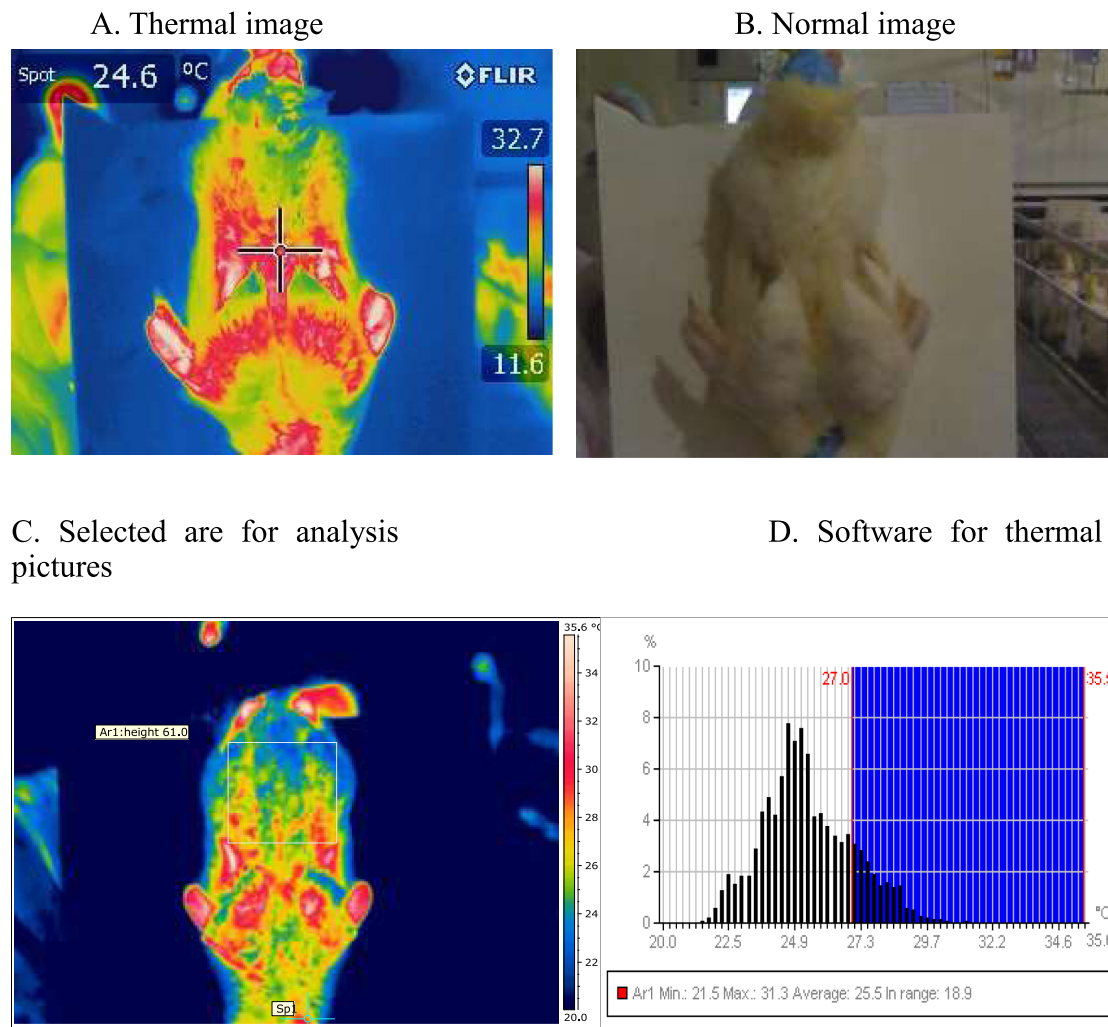 A. Thermal image
B. Normal image
Spot 24.6 °C
FLIR
32.7
11.6
C. Selected are for analysis
pictures
D. Software for thermal
35.6 °C
34
32
30
28
26
24
22
20.0
Ar1:height 61.0
Sp1
%
10
8
6
4
2
0
27.0
°C
20.0 22.5 24.9 27.3 29.7 32.2 34.6
Ar1 Min.: 21.5 Max.: 31.3 Average: 25.5 In range: 18.9